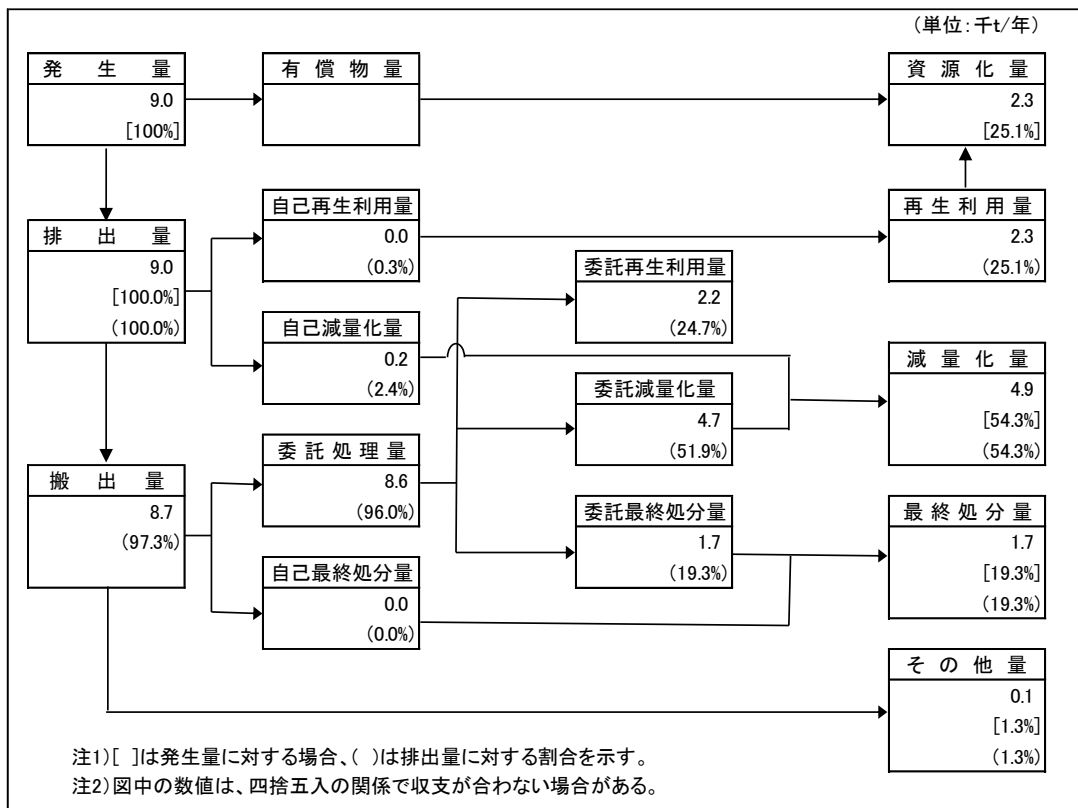 （単位：千t/年）
発生量
9.0
[100%]
有償物量
資源化量
2.3
[25.1%]
排出量
9.0
[100.0%]
(100.0%)
自己再生利用量
0.0
(0.3%)
再生利用量
2.3
(25.1%)
委託再生利用量
2.2
(24.7%)
自己減量化量
0.2
(2.4%)
委託減量化量
4.7
(51.9%)
減量化量
4.9
[54.3%]
(54.3%)
搬出量
8.7
(97.3%)
委託処理量
8.6
(96.0%)
委託最終処分量
1.7
(19.3%)
最終処分量
1.7
[19.3%]
(19.3%)
自己最終処分量
0.0
(0.0%)
その他量
0.1
[1.3%]
(1.3%)
注1）[ ]は発生量に対する場合、( )は排出量に対する割合を示す。
注2）図中の数値は、四捨五入の関係で収支が合わない場合がある。